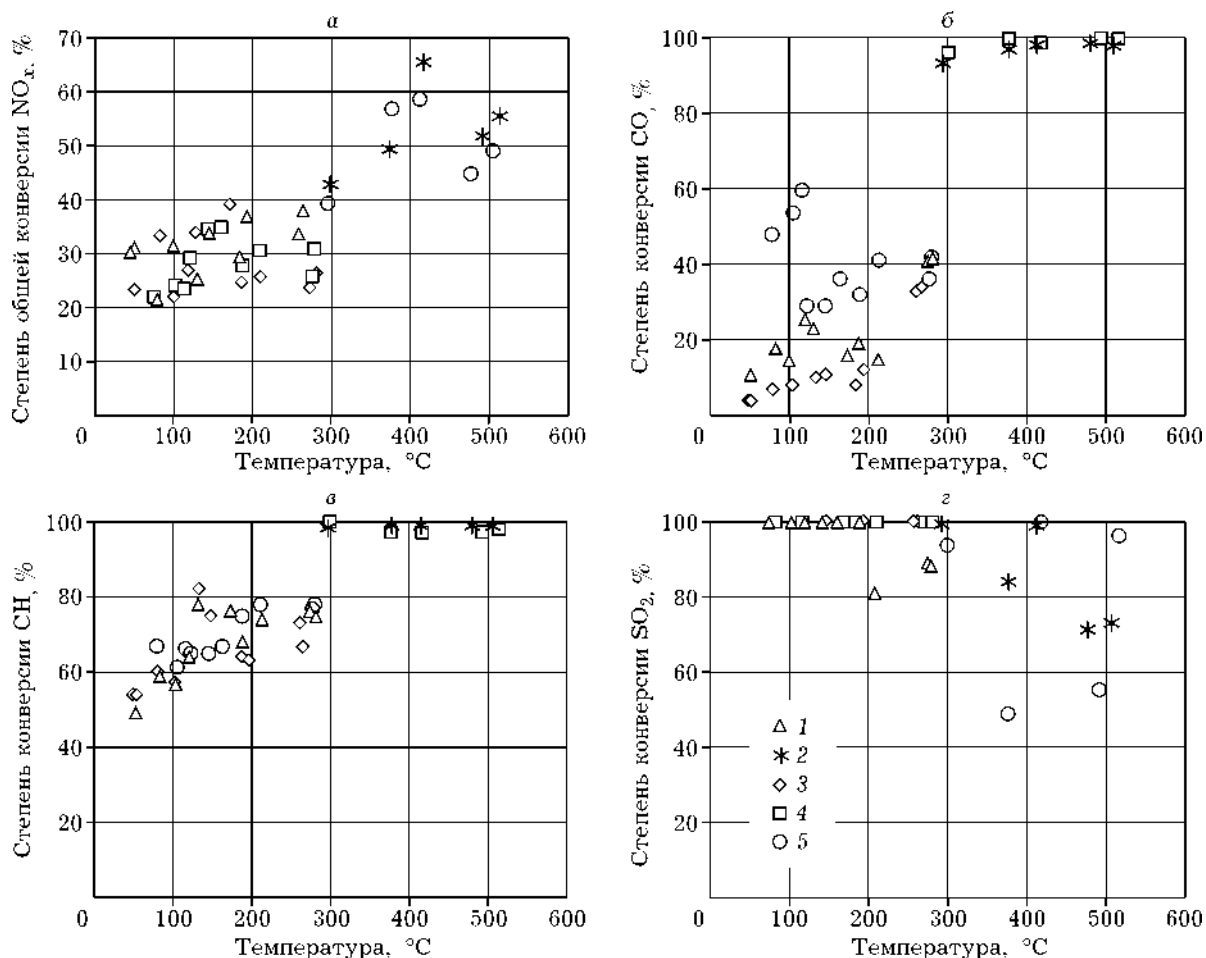 а
Степень общей конверсии NOx, %
70
60
50
40
30
20
10
0 100 200 300 400 500 600
Температура, °C
б
Степень конверсии CO, %
100
80
60
40
20
0 100 200 300 400 500 600
Температура, °C
в
Степень конверсии CH, %
100
80
60
40
20
0 100 200 300 400 500 600
Температура, °C
г
Степень конверсии SO2, %
100
80
60
40
20
1
2
3
4
5
0 100 200 300 400 500 600
Температура, °C